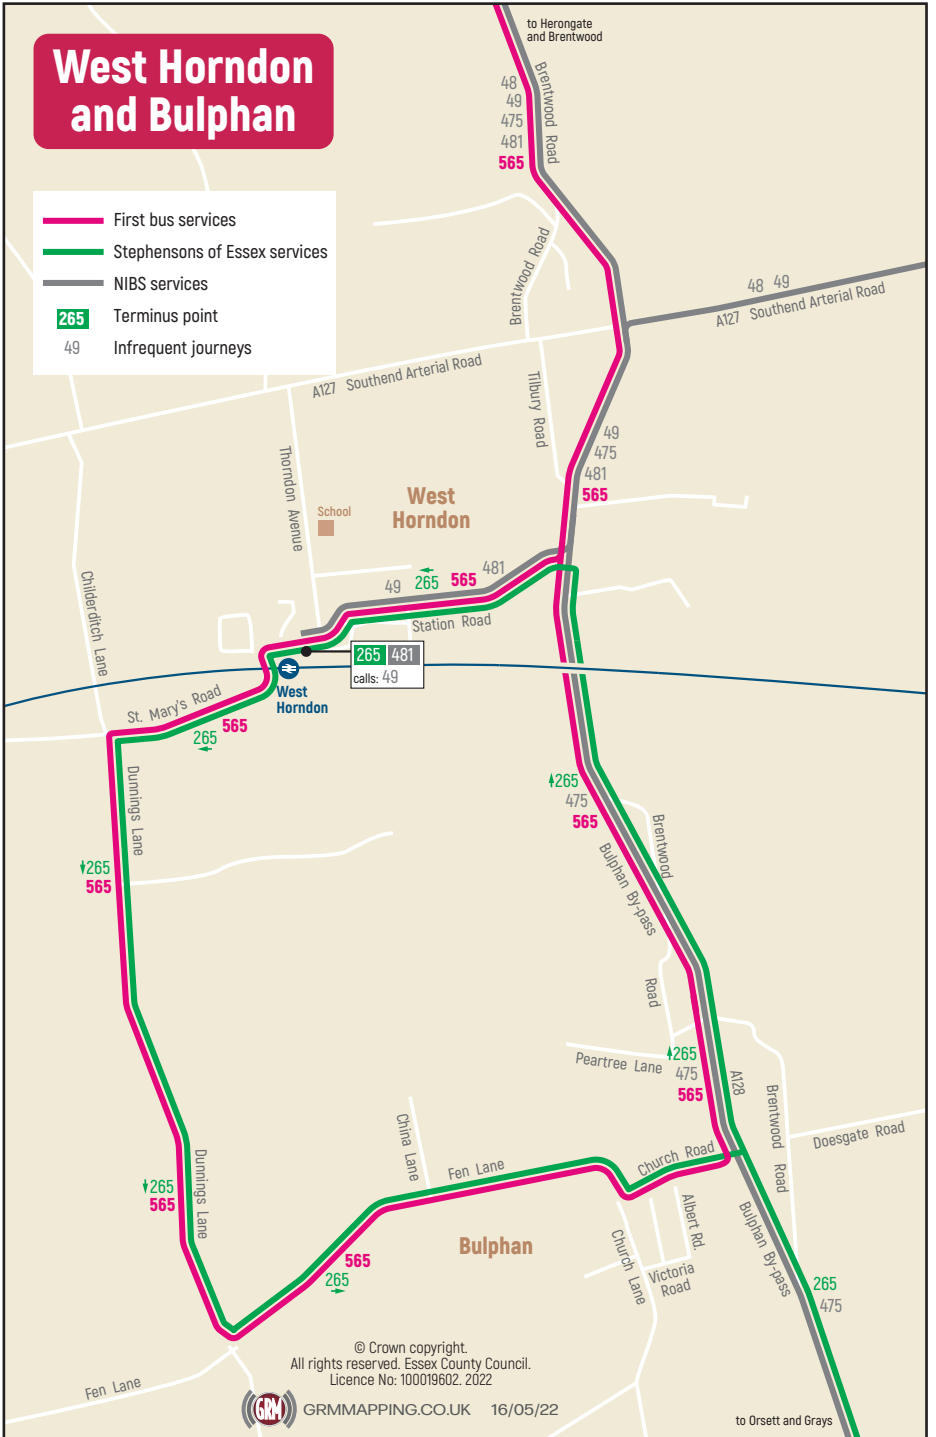 to Herongate
and Brentwood
West Horndon
and Bulphan
48
49
475
481
565
Brentwood Road
First bus services
Stephensons of Essex services
NIBS services
265
Terminus point
49
Infrequent journeys
Brentwood Road
48 49
A127 Southend Arterial Road
A127 Southend Arterial Road
Tilbury Road
Thorndon Avenue
49
475
481
565
West
Horndon
School
Childerditch Lane
49
265
565
481
Station Road
265 481
calls: 49
West
Horndon
St. Mary's Road
565
265
Dunnings Lane
265
475
565
Brentwood
Bulphan By-pass
265
565
Road
265
475
565
Peartree Lane
A128
Brentwood Road
Doesgate Road
China Lane
Fen Lane
Church Road
265
565
Dunnings Lane
Albert Rd.
Bulphan By-pass
Bulphan
Church Lane
Victoria
Road
565
265
265
475
© Crown copyright.
All rights reserved. Essex County Council.
Licence No: 100019602. 2022
Fen Lane
GRM
GRMMAPPING.CO.UK 16/05/22
to Orsett and Grays